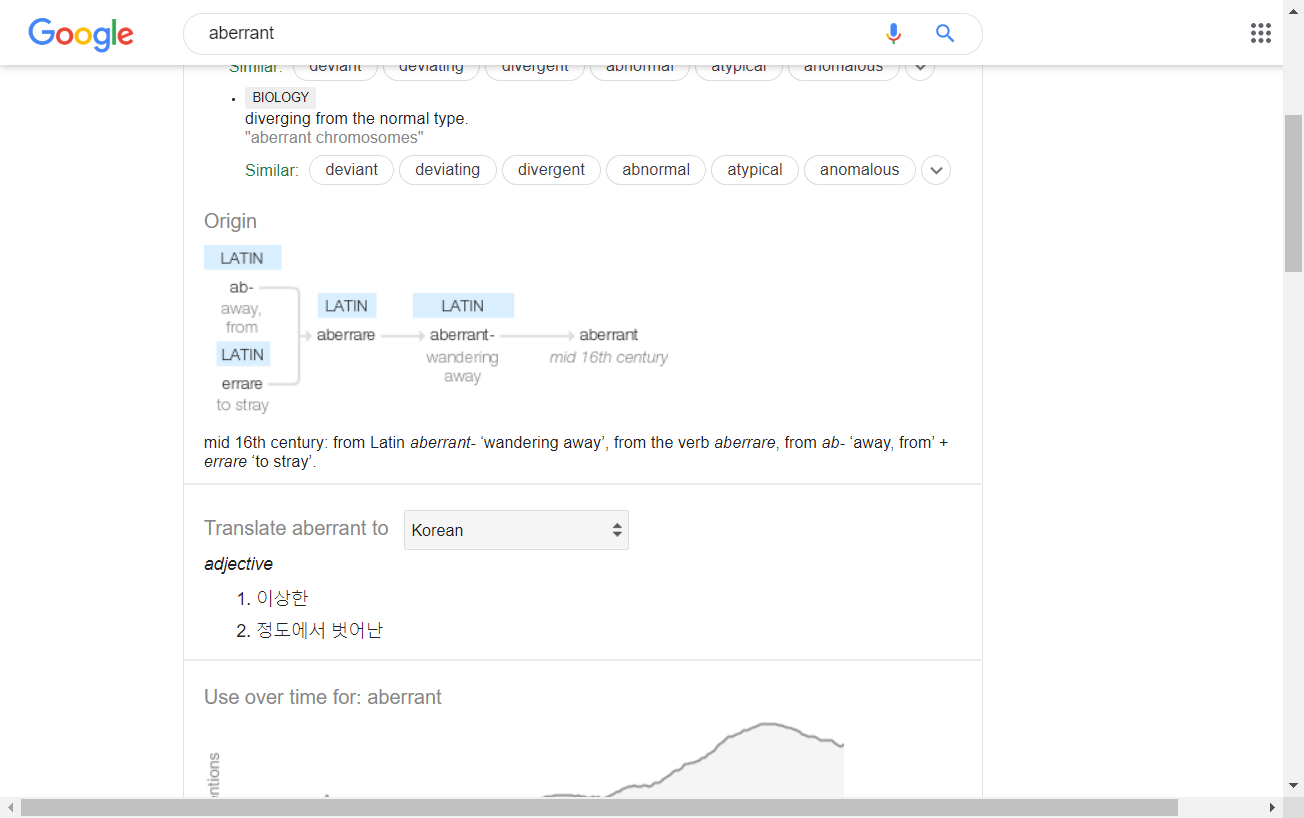 Google
aberrant
Similar: deviant deviating divergent abnormal atypical anomalous
• BIOLOGY
diverging from the normal type.
"aberrant chromosomes"
Similar: deviant deviating divergent abnormal atypical anomalous
Origin
LATIN
ab-
away,
from
LATIN
errare
to stray
LATIN
aberrare
LATIN
aberrant-
wandering
away
aberrant
mid 16th century
mid 16th century: from Latin aberrant- ‘wandering away’, from the verb aberrare, from ab- ‘away, from’ +
errare ‘to stray’.
Translate aberrant to Korean
adjective
1. 이상한
2. 정도에서 벗어난
Use over time for: aberrant